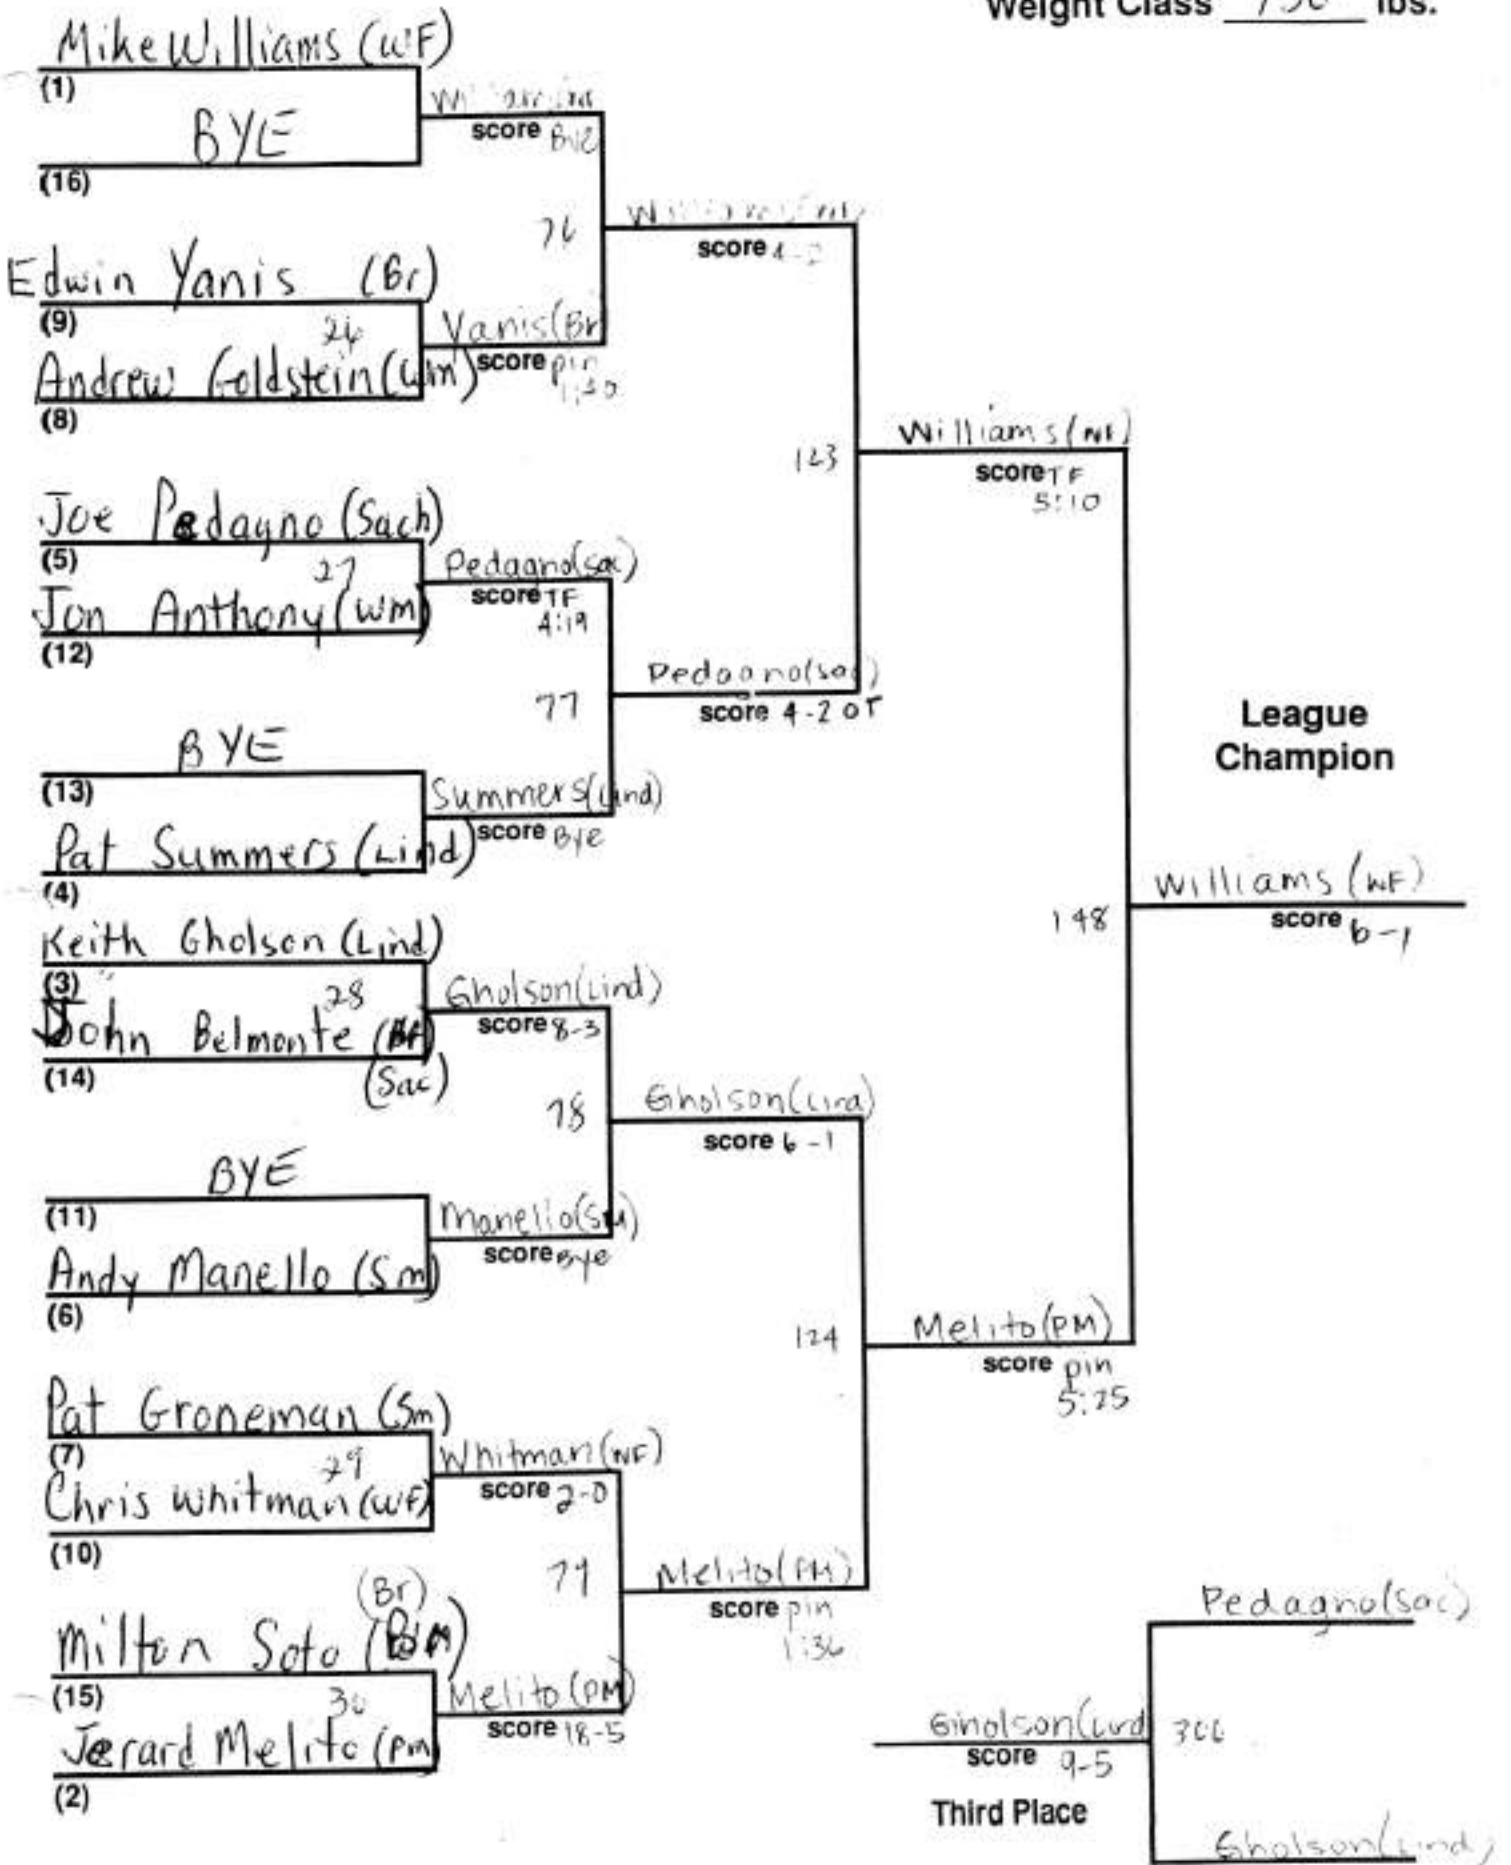 Weight Class lbs.
Mike Williams (WF)
(1)
BYE
score Bye
(16)
76
score
Edwin Yanis (Br)
(9)
26
Yanis(Br)
score pin
Andrew Goldstein (Wm)
(8)
Williams (WF)
score TF
5:10
123
Joe Pedagno (Sach)
(5)
27
Pedagno(sac)
score TF
4:19
Jon Anthony (Wm)
(12)
Pedagno(sac)
score 4-2 OT
77
League
Champion
BYE
(13)
Summers(Lind)
score Bye
Pat Summers (Lind)
(4)
Williams (WF)
score 6-1
148
Keith Gholson (Lind)
(3)
28
Gholson(Lind)
score 8-3
John Belmonte
(14)
(Sac)
78
Gholson(Lind)
score 6-1
BYE
(11)
Manello(SM)
score Bye
Andy Manello (Sm)
(6)
124
Melito(PM)
score pin
5:25
Pat Groneman (Sm)
(7)
29
Whitman(WF)
score 2-0
Chris Whitman (WF)
(10)
79
Melito(PM)
score pin
1:36
(Br)
Milton Soto
(15)
30
Melito (PM)
score 18-5
Jerard Melito (pm)
(2)
Pedagno(sac)
Gholson(Lind)
score 9-5
Third Place
Gholson(Lind)